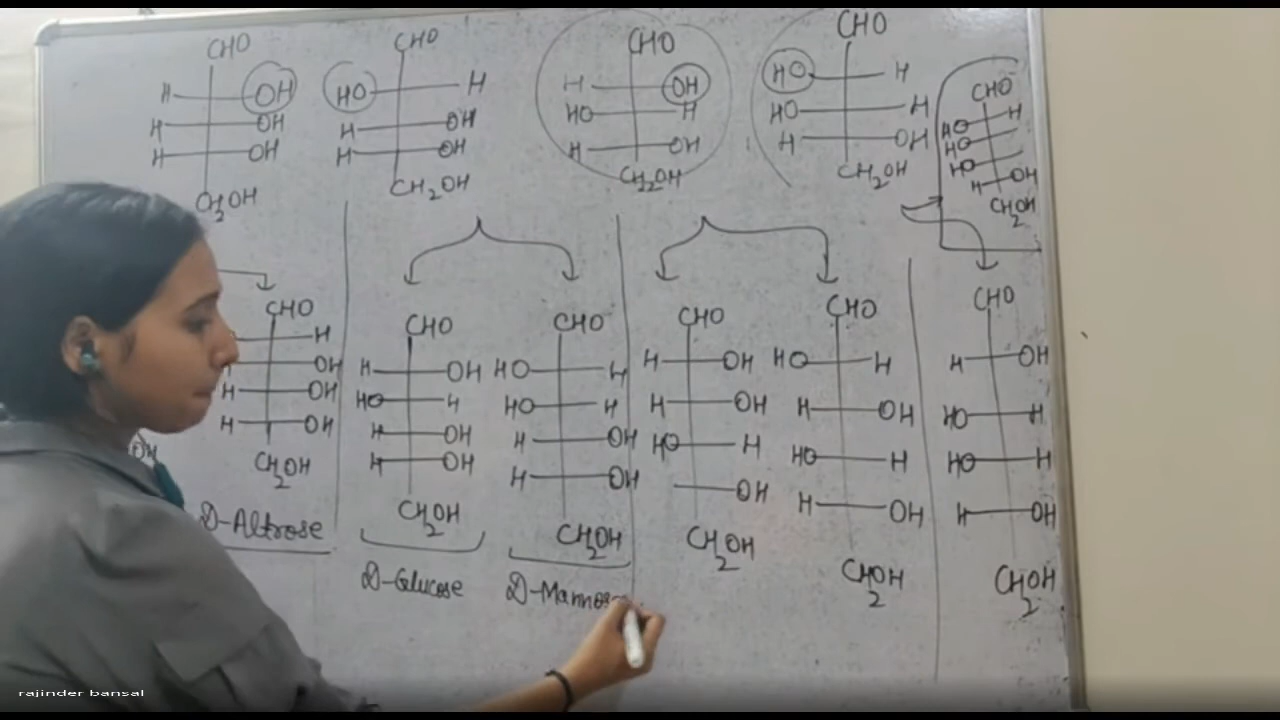 CHO CHO CHO CHO
H OH HO H H OH HO H
H OH H OH HO H HO H
H OH H OH H OH H OH
CH2OH CH2OH CH2OH CH2OH
CHO
HO H
HO
HO
H OH
CH2OH
CHO CHO CHO CHO CHO CHO
H H OH HO H H OH HO H H OH
OH HO H HO H H OH H OH HO H
H OH H OH H OH HO H HO H HO H
H OH H OH H OH OH H OH H OH
CH2OH CH2OH CH2OH CH2OH CH2OH CH2OH
OH
D-Altrose
D-Glucose D-Mannos
rajinder bansal